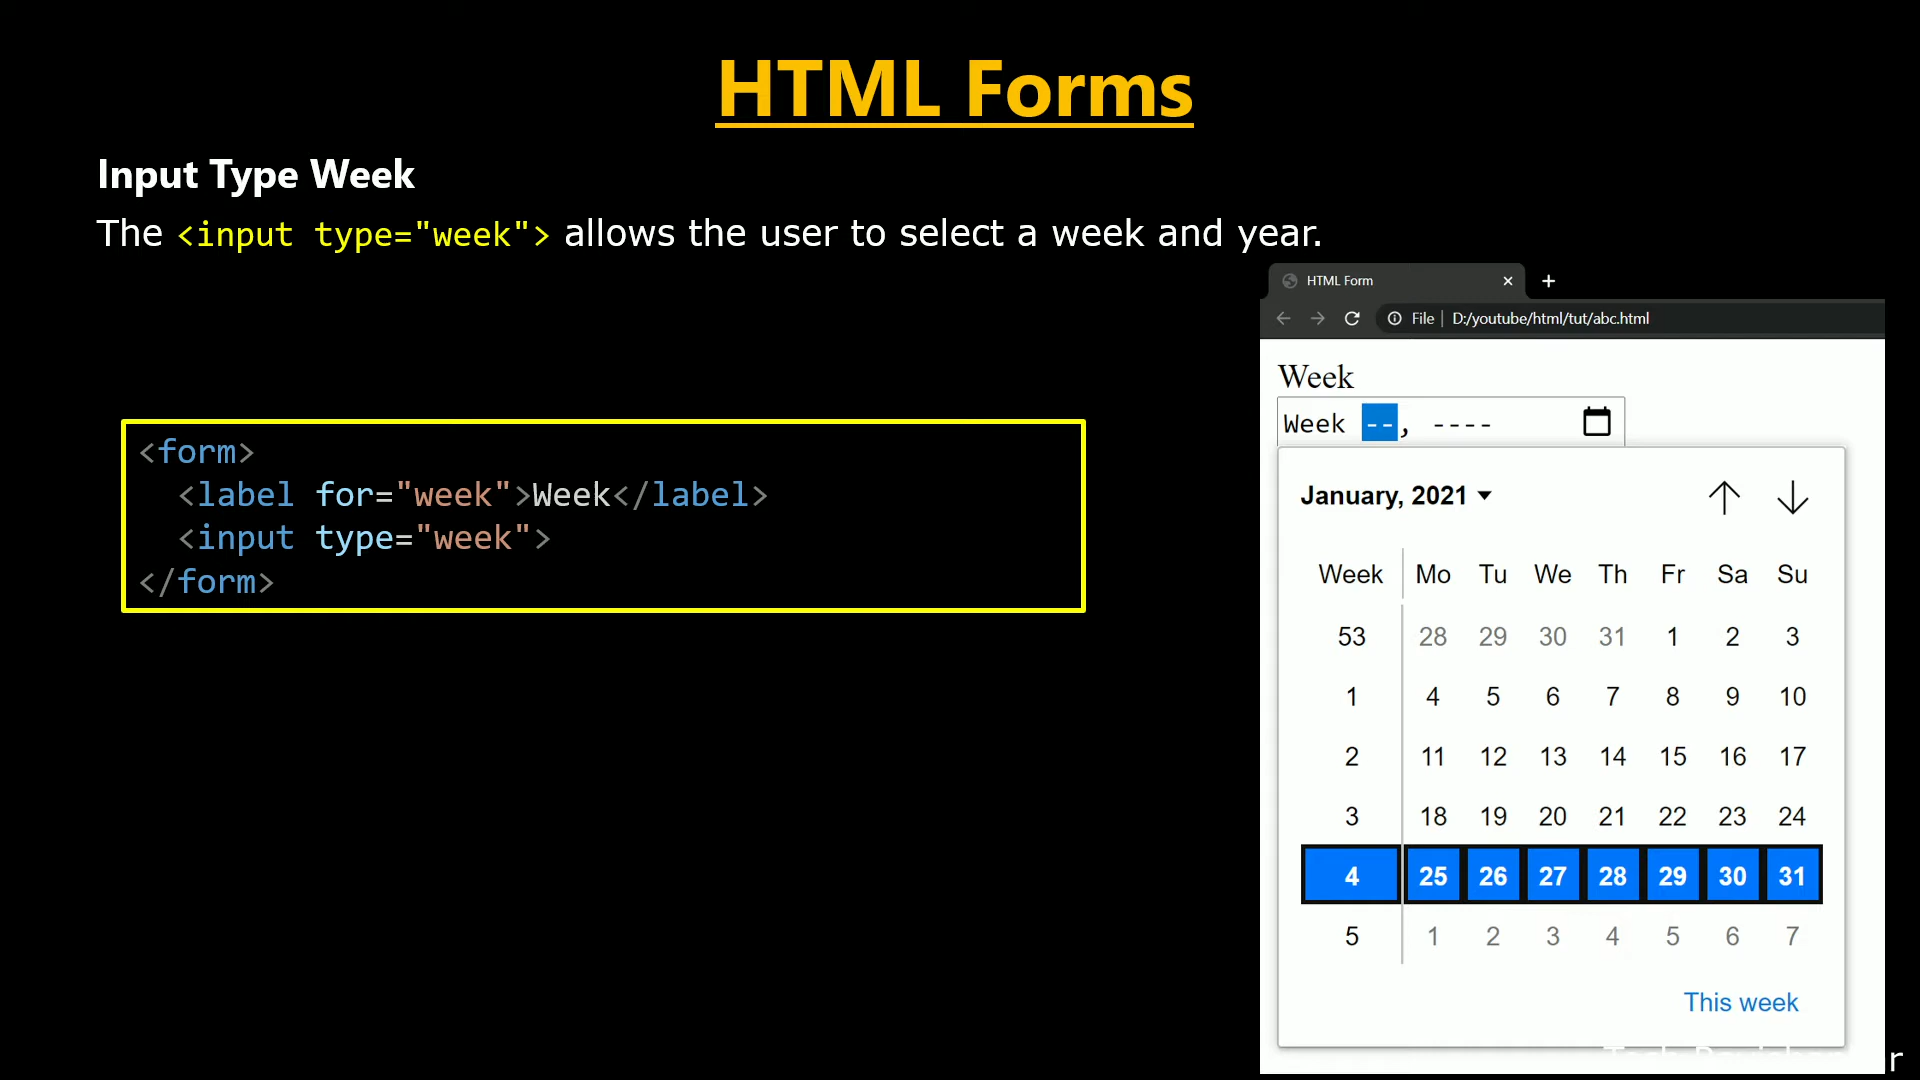 HTML Forms
Input Type Week
The <input type="week"> allows the user to select a week and year.
<form>
<label for="week">Week</label>
<input type="week">
</form>
HTML Form
File | D:/youtube/html/tut/abc.html
Week
Week --, ----
January, 2021
Week Mo Tu We Th Fr Sa Su
53 28 29 30 31 1 2 3
1 4 5 6 7 8 9 10
2 11 12 13 14 15 16 17
3 18 19 20 21 22 23 24
4 25 26 27 28 29 30 31
5 1 2 3 4 5 6 7
This week